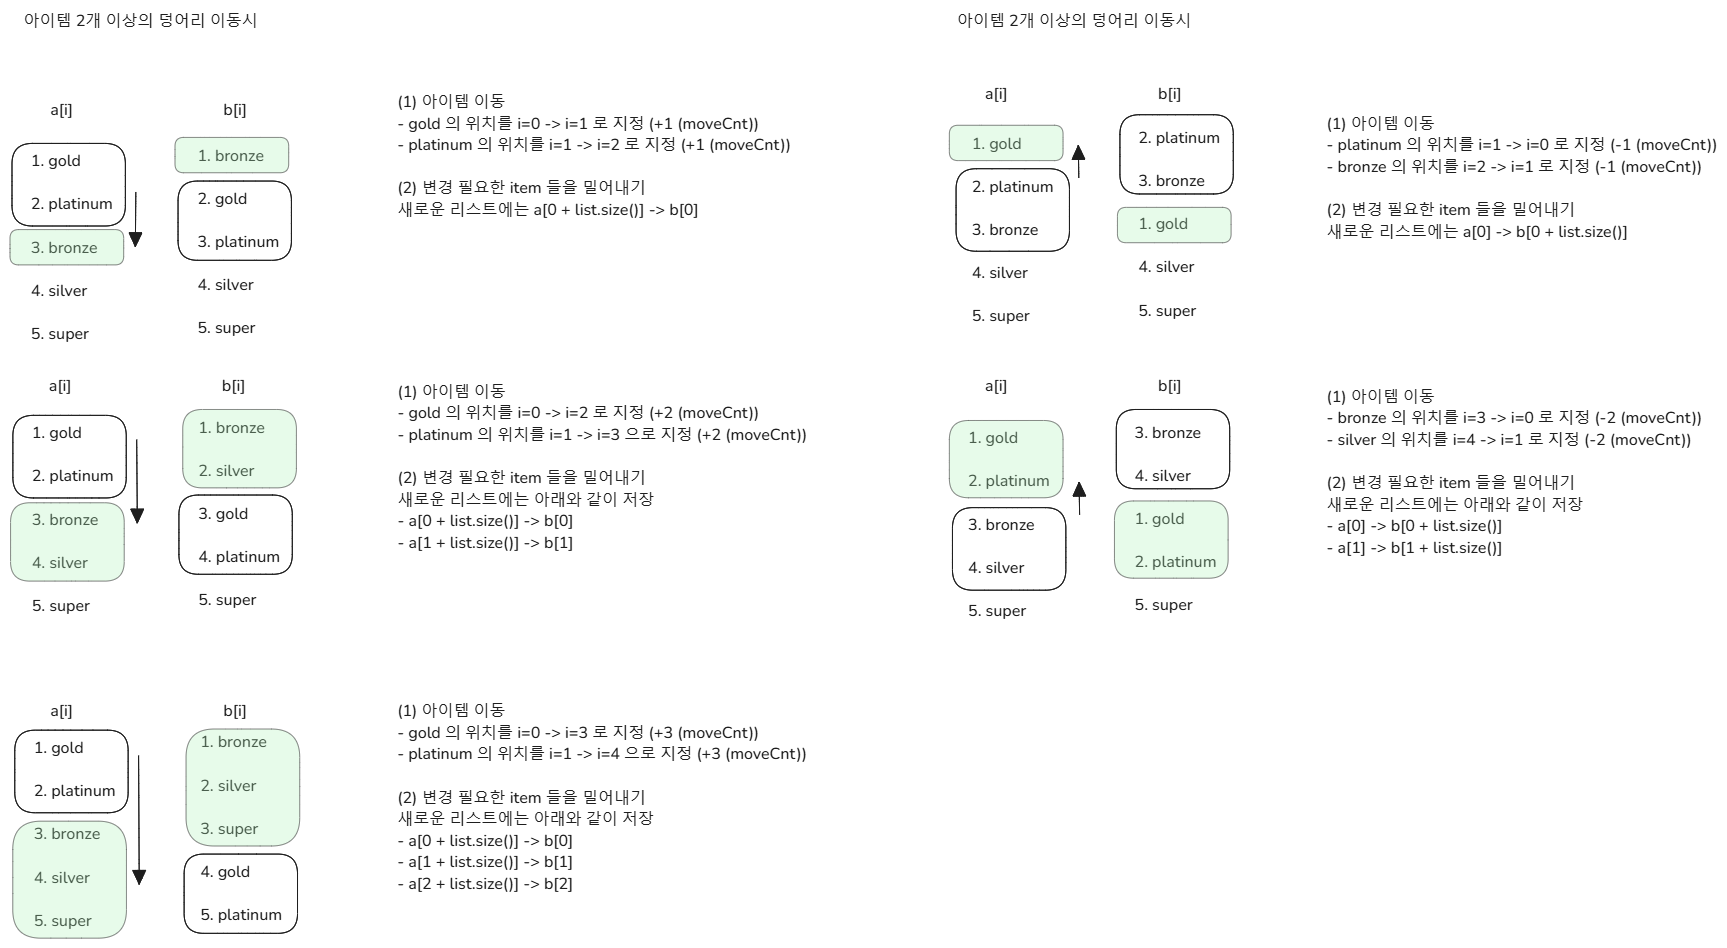 아이템 2개 이상의 덩어리 이동시
a[i]
b[i]
1. gold
2. platinum
3. bronze
4. silver
5. super
1. bronze
2. gold
3. platinum
4. silver
5. super
(1) 아이템 이동
- gold 의 위치를 i=0 -> i=1 로 지정 (+1 (moveCnt))
- platinum 의 위치를 i=1 -> i=2 로 지정 (+1 (moveCnt))
(2) 변경 필요한 item 들을 밀어내기
새로운 리스트에는 a[0 + list.size()] -> b[0]
a[i]
b[i]
1. gold
2. platinum
3. bronze
4. silver
5. super
1. bronze
2. silver
3. gold
4. platinum
5. super
(1) 아이템 이동
- gold 의 위치를 i=0 -> i=2 로 지정 (+2 (moveCnt))
- platinum 의 위치를 i=1 -> i=3 으로 지정 (+2 (moveCnt))
(2) 변경 필요한 item 들을 밀어내기
새로운 리스트에는 아래와 같이 저장
- a[0 + list.size()] -> b[0]
- a[1 + list.size()] -> b[1]
a[i]
b[i]
1. gold
2. platinum
3. bronze
4. silver
5. super
1. bronze
2. silver
3. super
4. gold
5. platinum
(1) 아이템 이동
- gold 의 위치를 i=0 -> i=3 로 지정 (+3 (moveCnt))
- platinum 의 위치를 i=1 -> i=4 으로 지정 (+3 (moveCnt))
(2) 변경 필요한 item 들을 밀어내기
새로운 리스트에는 아래와 같이 저장
- a[0 + list.size()] -> b[0]
- a[1 + list.size()] -> b[1]
- a[2 + list.size()] -> b[2]
아이템 2개 이상의 덩어리 이동시
a[i]
b[i]
1. gold
2. platinum
3. bronze
4. silver
5. super
2. platinum
3. bronze
1. gold
4. silver
5. super
(1) 아이템 이동
- platinum 의 위치를 i=1 -> i=0 로 지정 (-1 (moveCnt))
- bronze 의 위치를 i=2 -> i=1 로 지정 (-1 (moveCnt))
(2) 변경 필요한 item 들을 밀어내기
새로운 리스트에는 a[0] -> b[0 + list.size()]
a[i]
b[i]
1. gold
2. platinum
3. bronze
4. silver
5. super
3. bronze
4. silver
1. gold
2. platinum
5. super
(1) 아이템 이동
- bronze 의 위치를 i=3 -> i=0 로 지정 (-2 (moveCnt))
- silver 의 위치를 i=4 -> i=1 로 지정 (-2 (moveCnt))
(2) 변경 필요한 item 들을 밀어내기
새로운 리스트에는 아래와 같이 저장
- a[0] -> b[0 + list.size()]
- a[1] -> b[1 + list.size()]